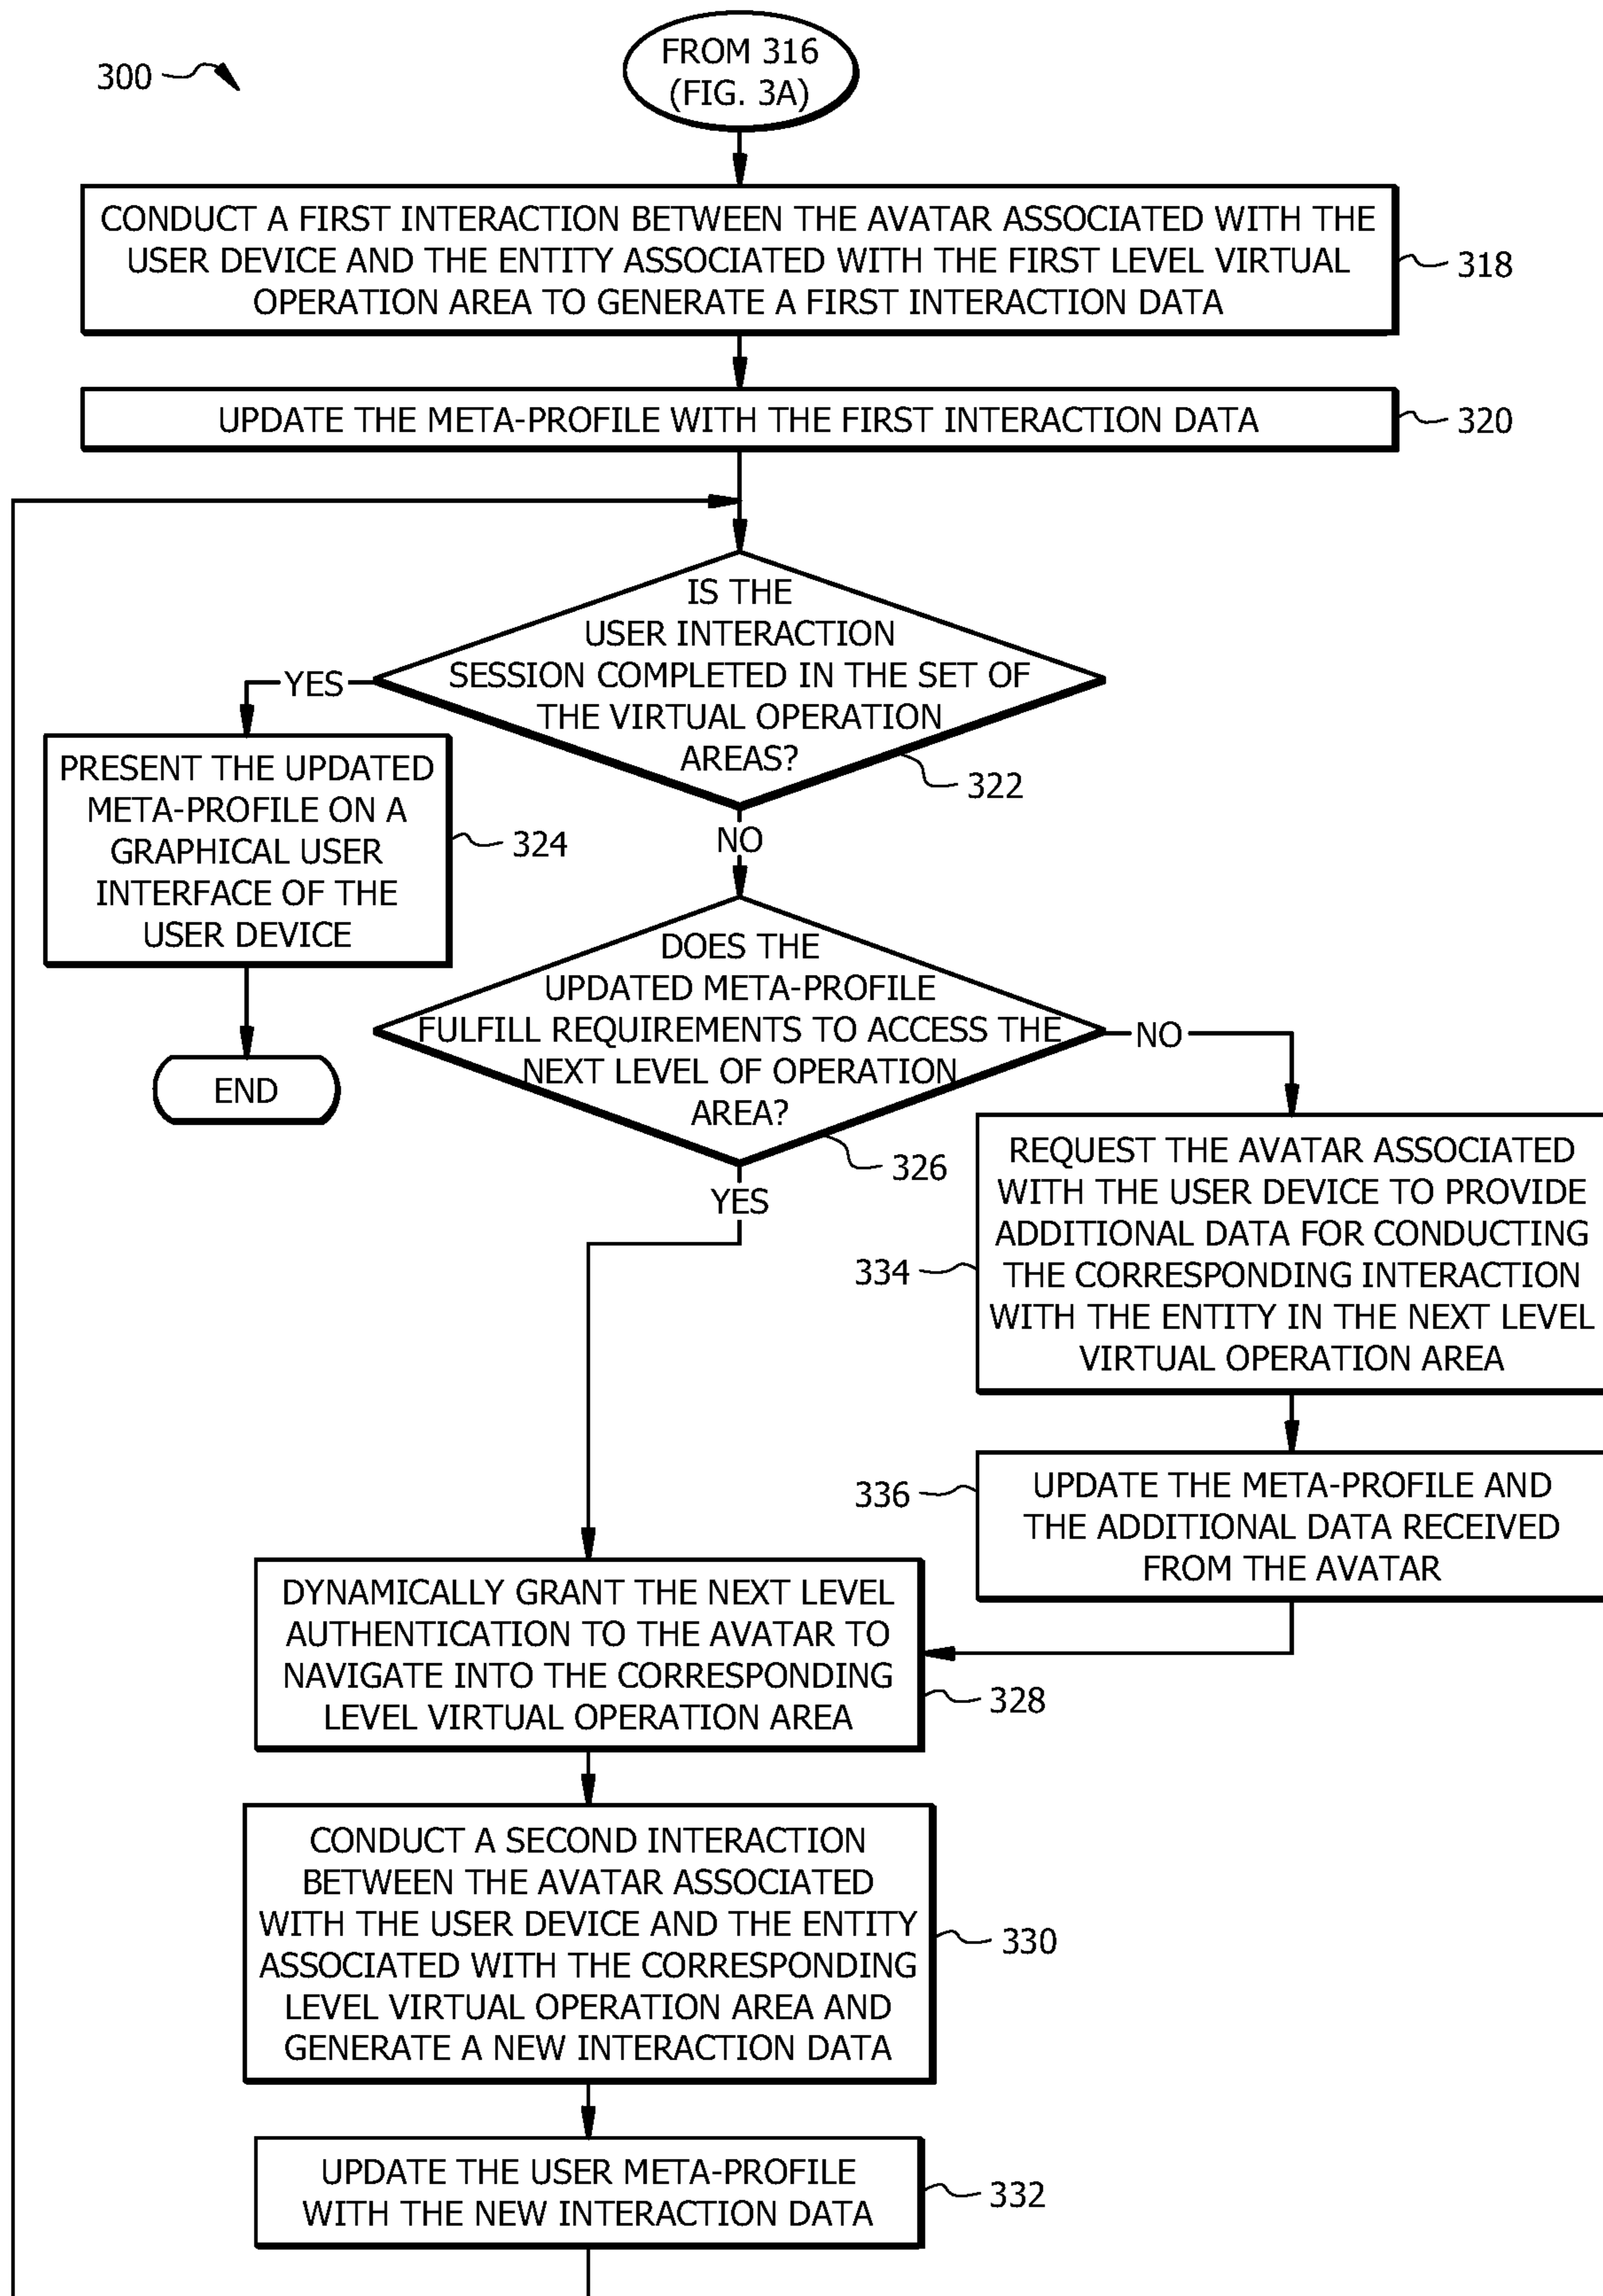 300
FROM 316
(FIG. 3A)
CONDUCT A FIRST INTERACTION BETWEEN THE AVATAR ASSOCIATED WITH THE
USER DEVICE AND THE ENTITY ASSOCIATED WITH THE FIRST LEVEL VIRTUAL
OPERATION AREA TO GENERATE A FIRST INTERACTION DATA
318
UPDATE THE META-PROFILE WITH THE FIRST INTERACTION DATA
320
IS THE
USER INTERACTION
SESSION COMPLETED IN THE SET OF
THE VIRTUAL OPERATION
AREAS?
322
YES
PRESENT THE UPDATED
META-PROFILE ON A
GRAPHICAL USER
INTERFACE OF THE
USER DEVICE
324
END
NO
DOES THE
UPDATED META-PROFILE
FULFILL REQUIREMENTS TO ACCESS THE
NEXT LEVEL OF OPERATION
AREA?
326
NO
REQUEST THE AVATAR ASSOCIATED
WITH THE USER DEVICE TO PROVIDE
ADDITIONAL DATA FOR CONDUCTING
THE CORRESPONDING INTERACTION
WITH THE ENTITY IN THE NEXT LEVEL
VIRTUAL OPERATION AREA
334
UPDATE THE META-PROFILE AND
THE ADDITIONAL DATA RECEIVED
FROM THE AVATAR
336
YES
DYNAMICALLY GRANT THE NEXT LEVEL
AUTHENTICATION TO THE AVATAR TO
NAVIGATE INTO THE CORRESPONDING
LEVEL VIRTUAL OPERATION AREA
328
CONDUCT A SECOND INTERACTION
BETWEEN THE AVATAR ASSOCIATED
WITH THE USER DEVICE AND THE ENTITY
ASSOCIATED WITH THE CORRESPONDING
LEVEL VIRTUAL OPERATION AREA AND
GENERATE A NEW INTERACTION DATA
330
UPDATE THE USER META-PROFILE
WITH THE NEW INTERACTION DATA
332